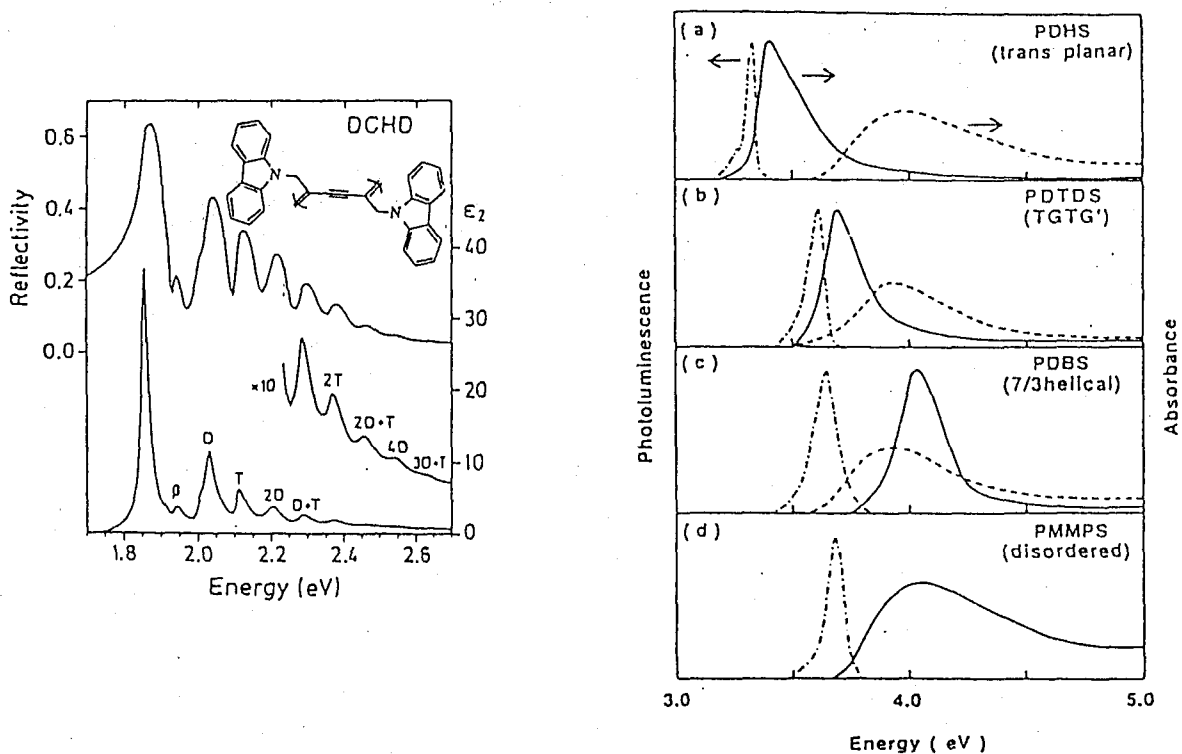 DCHD
N
N
0.6
0.4
0.2
0.0
Reflectivity
ε₂
40
30
20
10
0
×10
2T
2D+T
4D
3D+T
β
D
T
2D
D+T
1.8
2.0
2.2
2.4
2.6
Energy (eV)
(a)
PDHS
(trans planar)
(b)
PDTDS
(TGTG')
(c)
PDBS
(7/3helical)
(d)
PMMPS
(disordered)
Photoluminescence
Absorbance
3.0
4.0
5.0
Energy ( eV )